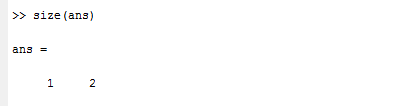 >> size(ans)
ans =
1 2